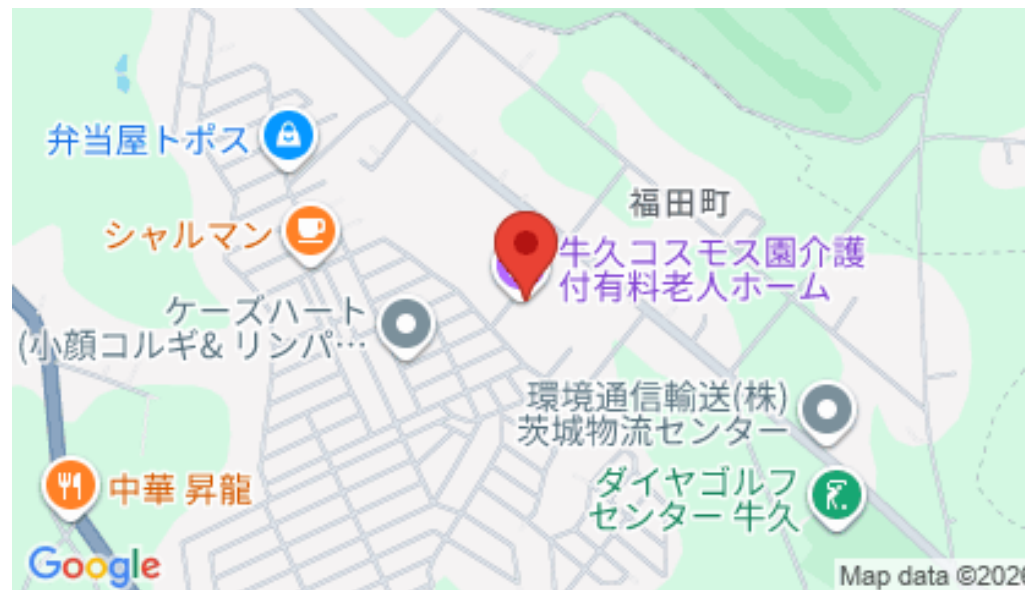 弁当屋トポス
シャルマン
福田町
牛久コスモス園介護
付有料老人ホーム
ケーズハート
(小顔コルギ& リンパ…
環境通信輸送(株)
茨城物流センター
中華 昇龍
ダイヤゴルフ
センター 牛久
Google
Map data ©2026